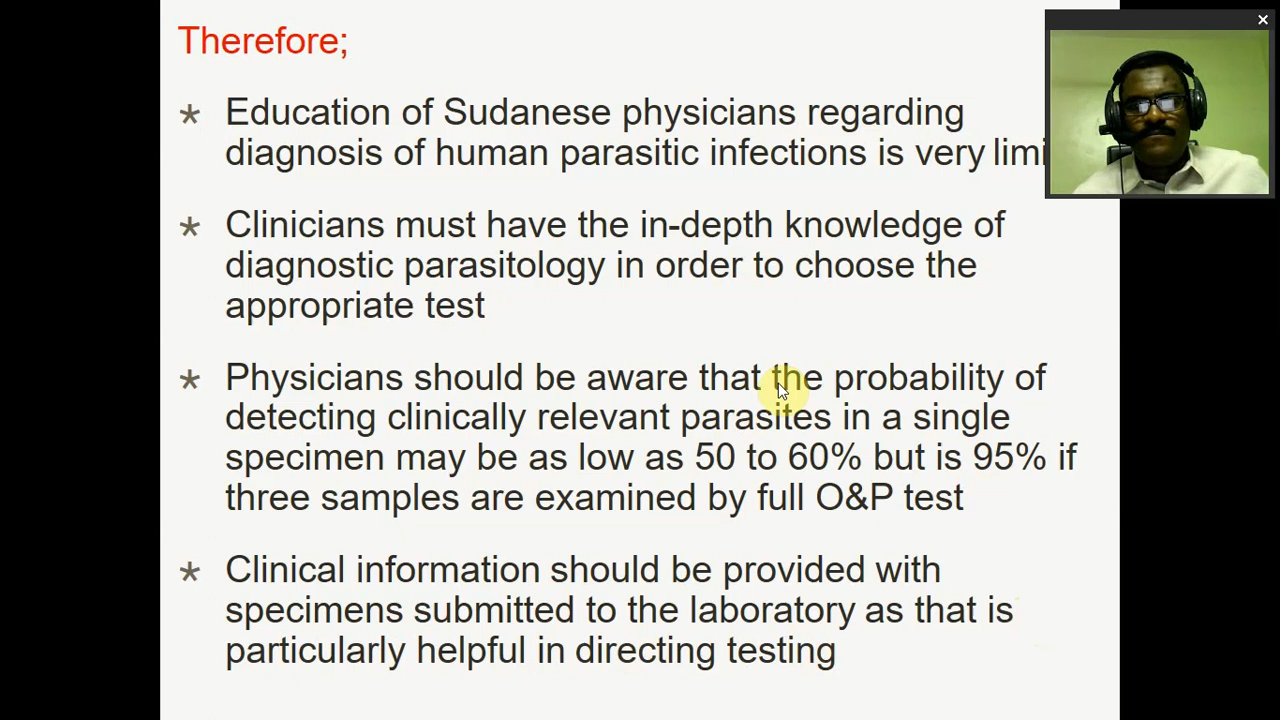 Therefore;
* Education of Sudanese physicians regarding
diagnosis of human parasitic infections is very
* Clinicians must have the in-depth knowledge of
diagnostic parasitology in order to choose the
appropriate test
* Physicians should be aware that the probability of
detecting clinically relevant parasites in a single
specimen may be as low as 50 to 60% but is 95% if
three samples are examined by full O&P test
* Clinical information should be provided with
specimens submitted to the laboratory as that is
particularly helpful in directing testing